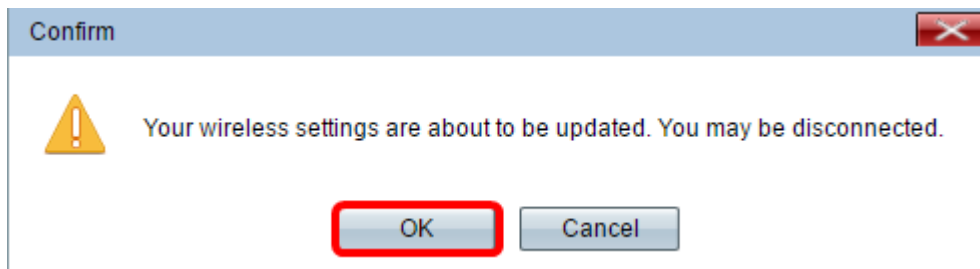 Confirm
Your wireless settings are about to be updated. You may be disconnected.
OK
Cancel